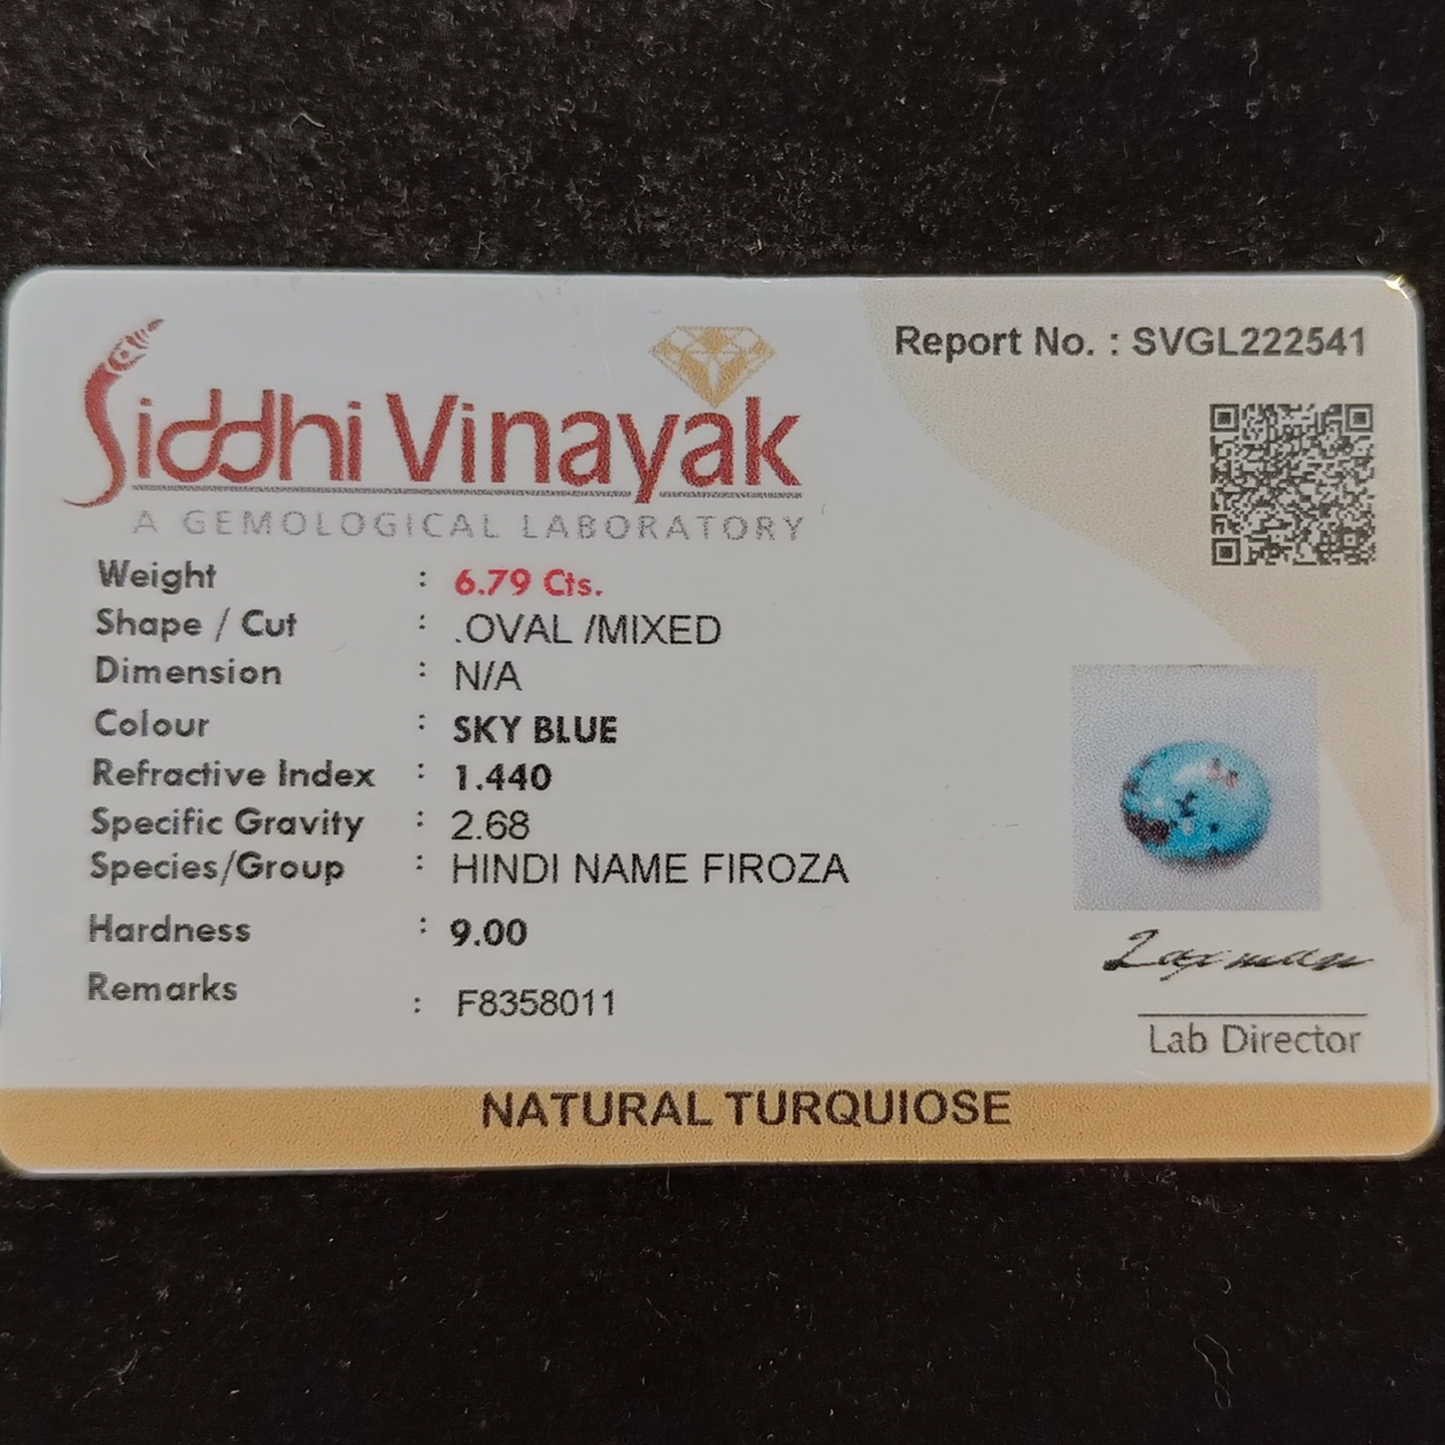 Report No. : SVGL222541
Siddhi Vinayak
A GEMOLOGICAL LABORATORY
Weight : 6.79 Cts.
Shape / Cut : .OVAL /MIXED
Dimension : N/A
Colour : SKY BLUE
Refractive Index : 1.440
Specific Gravity : 2.68
Species/Group : HINDI NAME FIROZA
Hardness : 9.00
Remarks : F8358011
Laxman
Lab Director
NATURAL TURQUIOSE